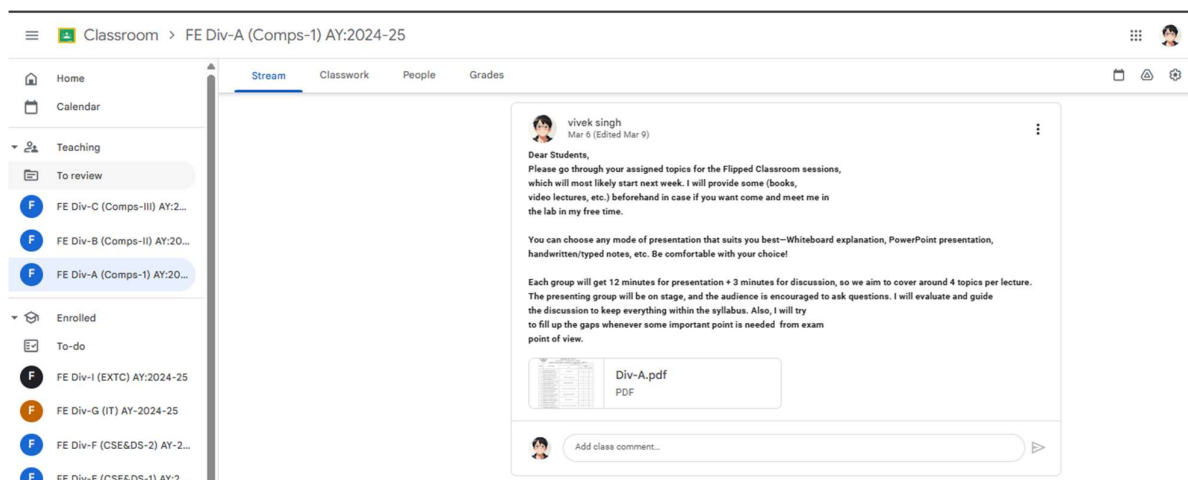 Classroom > FE Div-A (Comps-1) AY:2024-25
Home
Calendar
Teaching
To review
F FE Div-C (Comps-III) AY:2...
F FE Div-B (Comps-II) AY:20...
F FE Div-A (Comps-1) AY:20...
Enrolled
To-do
F FE Div-I (EXTC) AY:2024-25
F FE Div-G (IT) AY-2024-25
F FE Div-F (CSE&DS-2) AY-2...
F FE Div-E (CSE&DS-1) AY:2...
Stream Classwork People Grades
vivek singh
Mar 6 (Edited Mar 9)
Dear Students,
Please go through your assigned topics for the Flipped Classroom sessions,
which will most likely start next week. I will provide some (books,
video lectures, etc.) beforehand in case if you want come and meet me in
the lab in my free time.
You can choose any mode of presentation that suits you best—Whiteboard explanation, PowerPoint presentation,
handwritten/typed notes, etc. Be comfortable with your choice!
Each group will get 12 minutes for presentation + 3 minutes for discussion, so we aim to cover around 4 topics per lecture.
The presenting group will be on stage, and the audience is encouraged to ask questions. I will evaluate and guide
the discussion to keep everything within the syllabus. Also, I will try
to fill up the gaps whenever some important point is needed from exam
point of view.
Div-A.pdf
PDF
Add class comment...